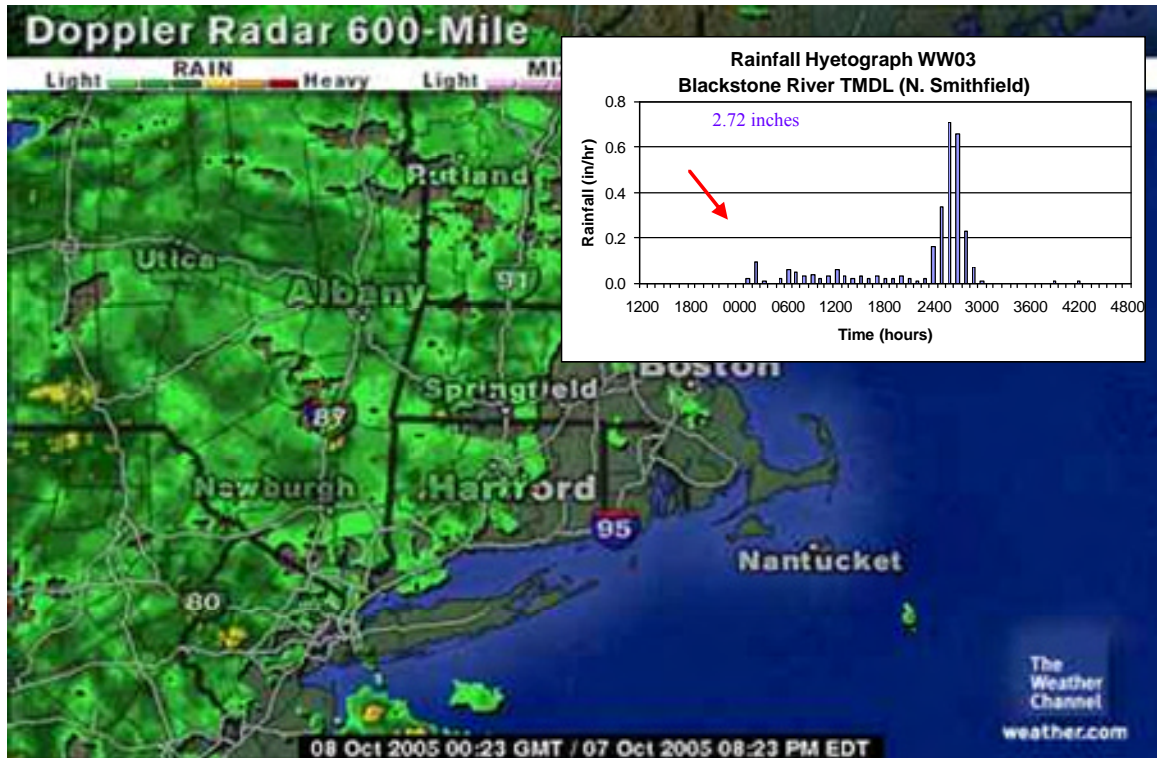 Doppler Radar 600-Mile
RAIN
Light
Heavy
Light
MI
Rainfall Hyetograph WW03
Blackstone River TMDL (N. Smithfield)
2.72 inches
Rainfall (in/hr)
0.8
0.6
0.4
0.2
0.0
1200 1800 0000 0600 1200 1800 2400 3000 3600 4200 4800
Time (hours)
Rutland
Utica
91
Albany
Boston
Springfield
87
Newburgh
Hartford
95
Nantucket
80
The
Weather
Channel
weather.com
08 Oct 2005 00:23 GMT / 07 Oct 2005 08:23 PM EDT